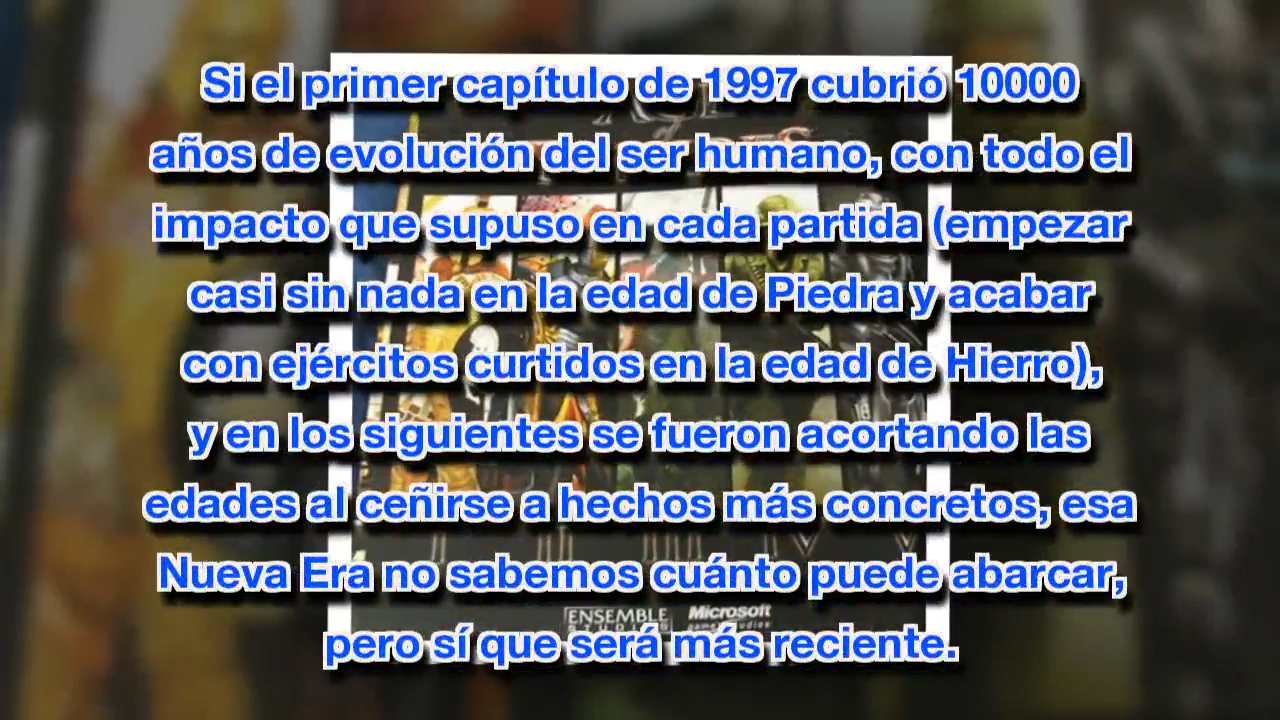 Si el primer capítulo de 1997 cubrió 10000
años de evolución del ser humano, con todo el
impacto que supuso en cada partida (empezar
casi sin nada en la edad de Piedra y acabar
con ejércitos curtidos en la edad de Hierro),
y en los siguientes se fueron acortando las
edades al ceñirse a hechos más concretos, esa
Nueva Era no sabemos cuánto puede abarcar,
ENSEMBLE Microsoft
pero sí que será más reciente.